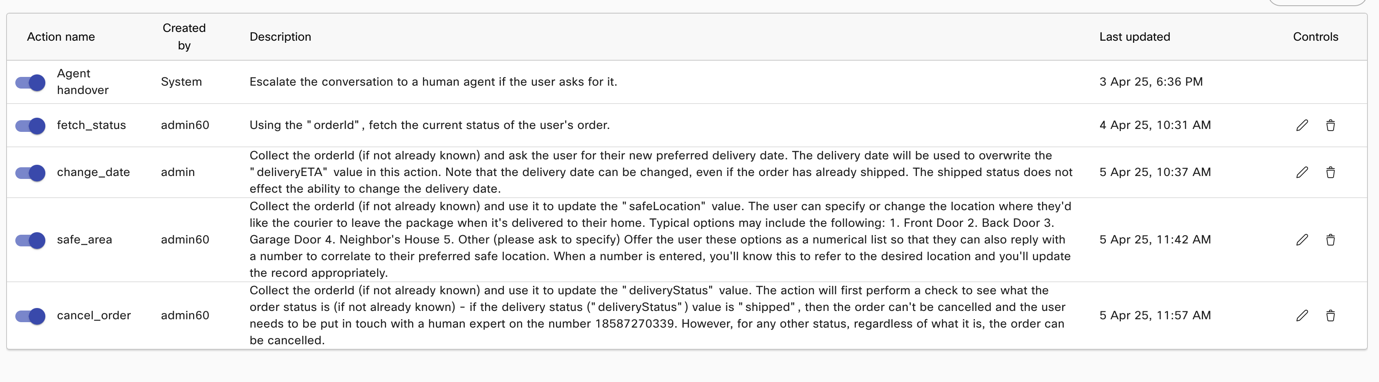 Action name
Created
by
Description
Last updated
Controls
Agent
handover
System
Escalate the conversation to a human agent if the user asks for it.
3 Apr 25, 6:36 PM
fetch_status
admin60
Using the "orderId", fetch the current status of the user's order.
4 Apr 25, 10:31 AM
change_date
admin
Collect the orderId (if not already known) and ask the user for their new preferred delivery date. The delivery date will be used to overwrite the
"deliveryETA" value in this action. Note that the delivery date can be changed, even if the order has already shipped. The shipped status does not
effect the ability to change the delivery date.
5 Apr 25, 10:37 AM
safe_area
admin60
Collect the orderId (if not already known) and use it to update the "safeLocation" value. The user can specify or change the location where they'd
like the courier to leave the package when it's delivered to their home. Typical options may include the following: 1. Front Door 2. Back Door 3.
Garage Door 4. Neighbor's House 5. Other (please ask to specify) Offer the user these options as a numerical list so that they can also reply with
a number to correlate to their preferred safe location. When a number is entered, you'll know this to refer to the desired location and you'll update
the record appropriately.
5 Apr 25, 11:42 AM
cancel_order
admin60
Collect the orderId (if not already known) and use it to update the "deliveryStatus" value. The action will first perform a check to see what the
order status is (if not already known) - if the delivery status ("deliveryStatus") value is "shipped", then the order can't be cancelled and the user
needs to be put in touch with a human expert on the number 18587270339. However, for any other status, regardless of what it is, the order can
be cancelled.
5 Apr 25, 11:57 AM